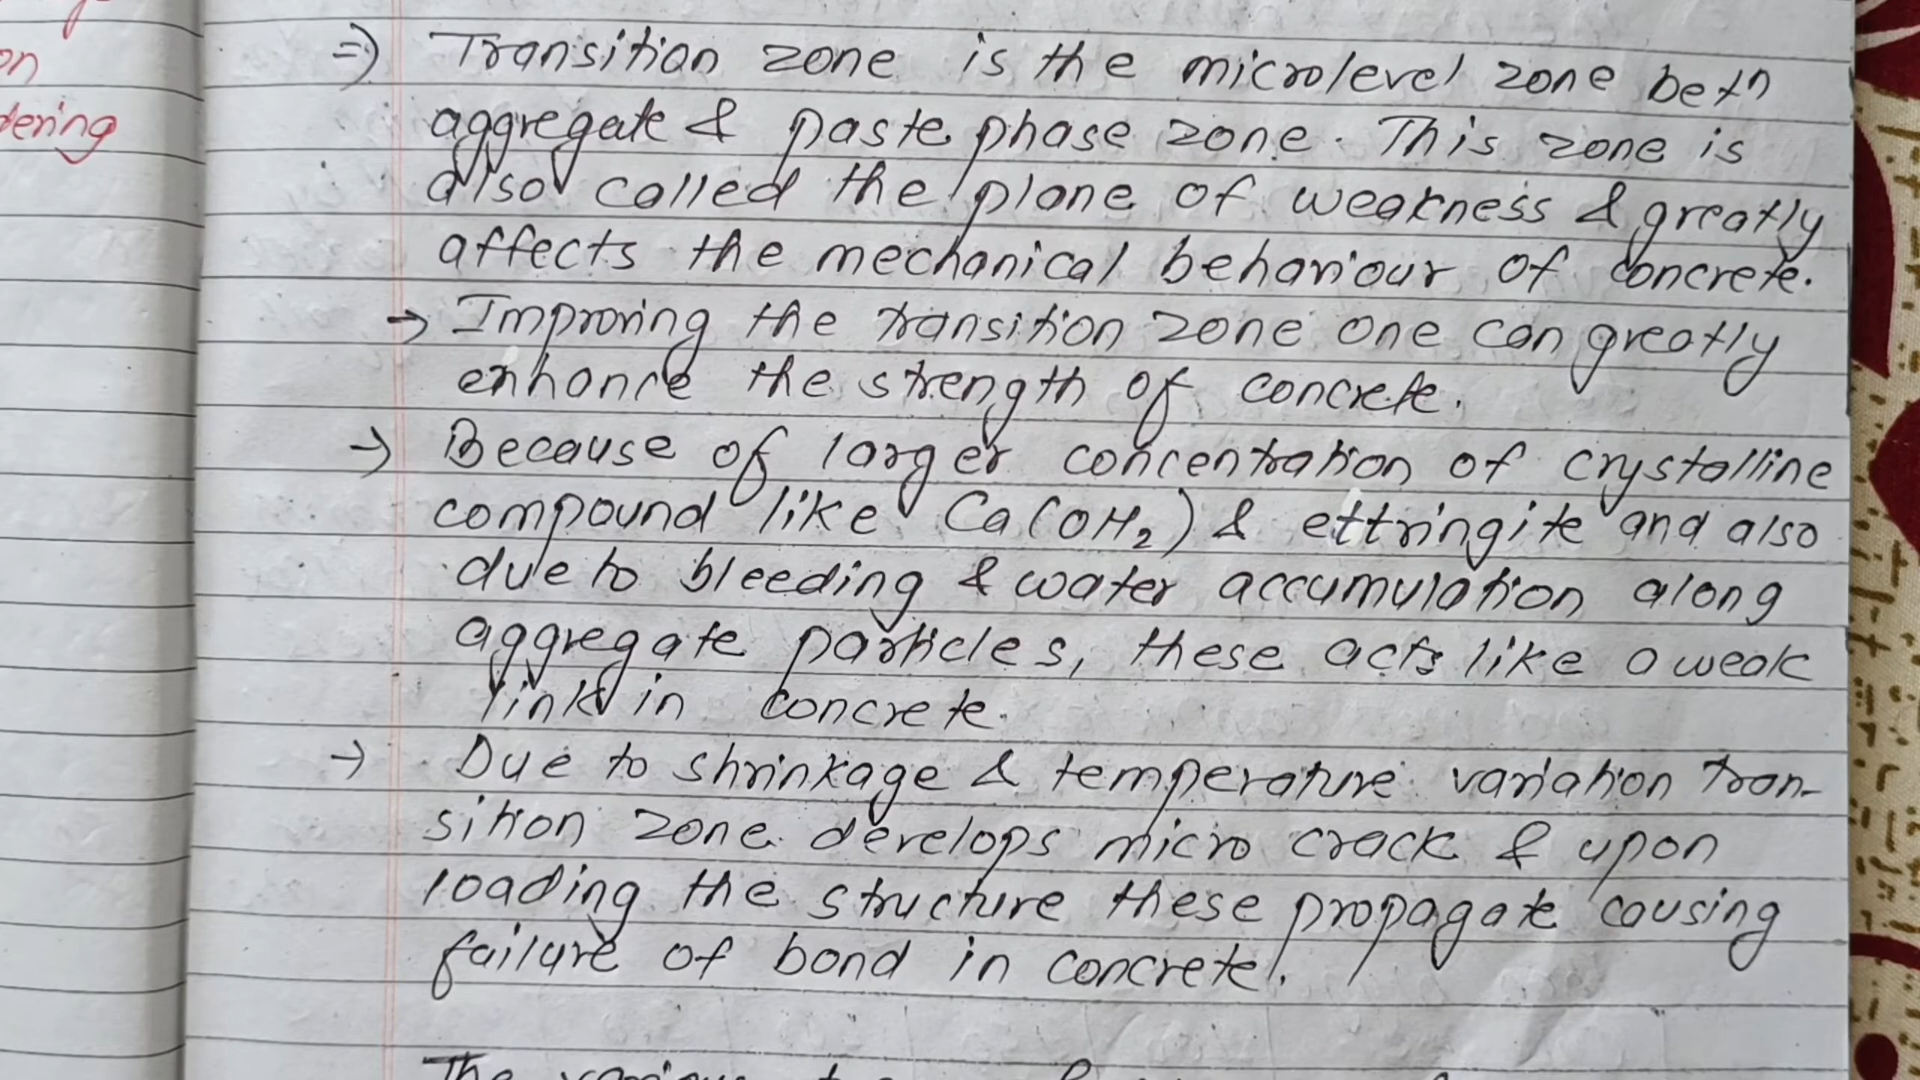 on
dering
=> Transition zone is the microlevel zone betn
aggregate & paste phase zone. This zone is
also called the plane of weakness & greatly
affects the mechanical behaviour of concrete.
→ Improving the transition zone one can greatly
enhance the strength of concrete.
→ Because of larger concentration of crystalline
compound like Ca(OH₂) & ettringite and also
due to bleeding & water accumulation along
aggregate particles, these acts like a weak
link in concrete.
→ Due to shrinkage & temperature variation tran-
sition zone develops micro crack & upon
loading the structure these propagate causing
failure of bond in concrete.
The various